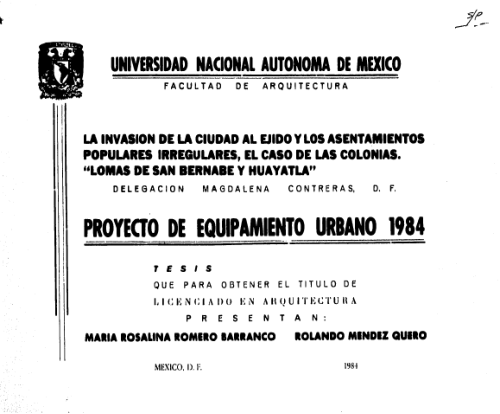 S/P
UNIVERSIDAD NACIONAL AUTONOMA DE MEXICO
FACULTAD DE ARQUITECTURA
LA INVASION DE LA CIUDAD AL EJIDO Y LOS ASENTAMIENTOS
POPULARES IRREGULARES, EL CASO DE LAS COLONIAS.
“LOMAS DE SAN BERNABE Y HUAYATLA”
DELEGACION MAGDALENA CONTRERAS, D. F.
PROYECTO DE EQUIPAMIENTO URBANO 1984
TESIS
QUE PARA OBTENER EL TITULO DE
LICENCIADO EN ARQUITECTURA
PRESENTAN:
MARIA ROSALINA ROMERO BARRANCO ROLANDO MENDEZ QUERO
MEXICO, D. F. 1984